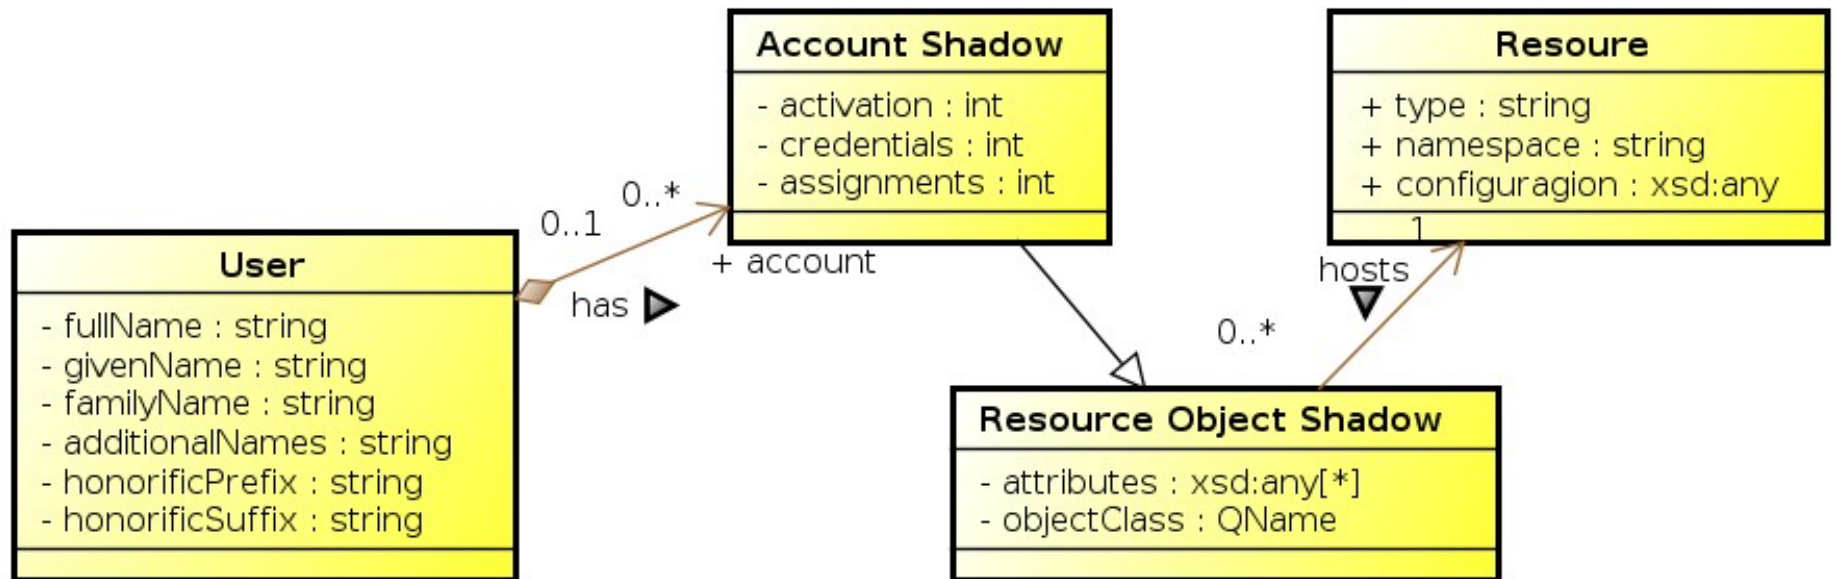 Account Shadow
- activation : int
- credentials : int
- assignments : int
Resoure
+ type : string
+ namespace : string
+ configuragion : xsd:any
0..*
0..1
+ account
has
User
- fullName : string
- givenName : string
- familyName : string
- additionalNames : string
- honorificPrefix : string
- honorificSuffix : string
1
hosts
0..*
Resource Object Shadow
- attributes : xsd:any[*]
- objectClass : QName